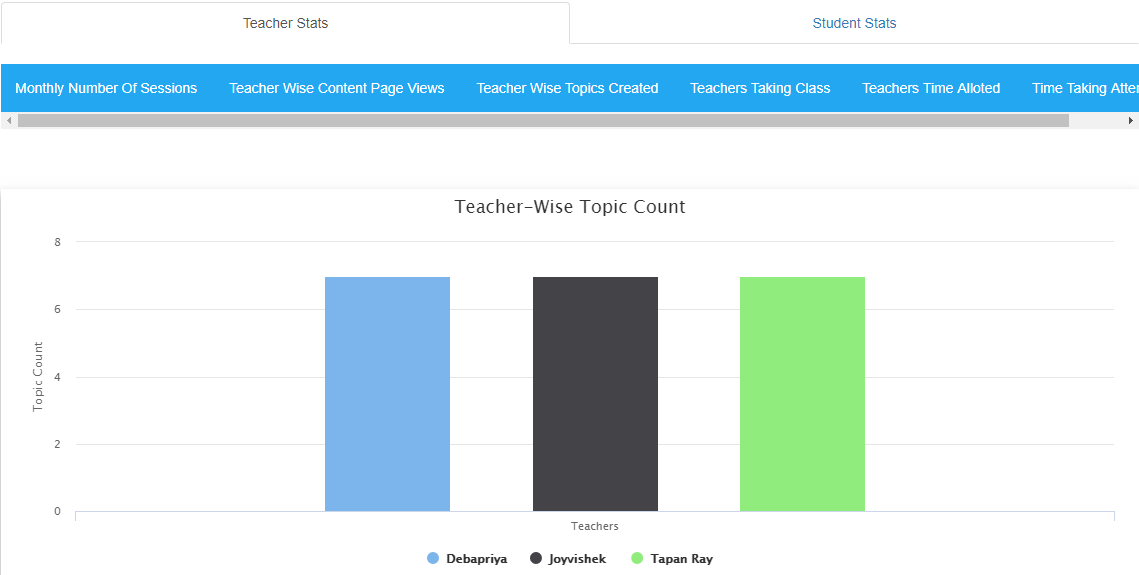 Teacher Stats Student Stats
Monthly Number Of Sessions Teacher Wise Content Page Views Teacher Wise Topics Created Teachers Taking Class Teachers Time Alloted Time Taking Atten
Teacher-Wise Topic Count
8
6
4
2
0
Topic Count
Teachers
Debapriya Joyvishek Tapan Ray